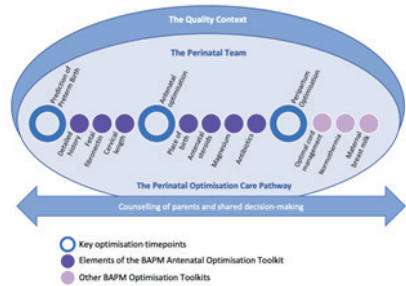 The Quality Context
The Perinatal Team
Prediction of
Preterm Birth
Detailed
history
Fetal
fibronectin
Cervical
length
Antenatal
optimisation
Place of
birth
Antenatal
steroids
Magnesium
Antibiotics
Peripartum
Optimisation
Optimal cord
management
Normothermia
Maternal
breast milk
The Perinatal Optimisation Care Pathway
Counselling of parents and shared decision-making
Key optimisation timepoints
Elements of the BAPM Antenatal Optimisation Toolkit
Other BAPM Optimisation Toolkits